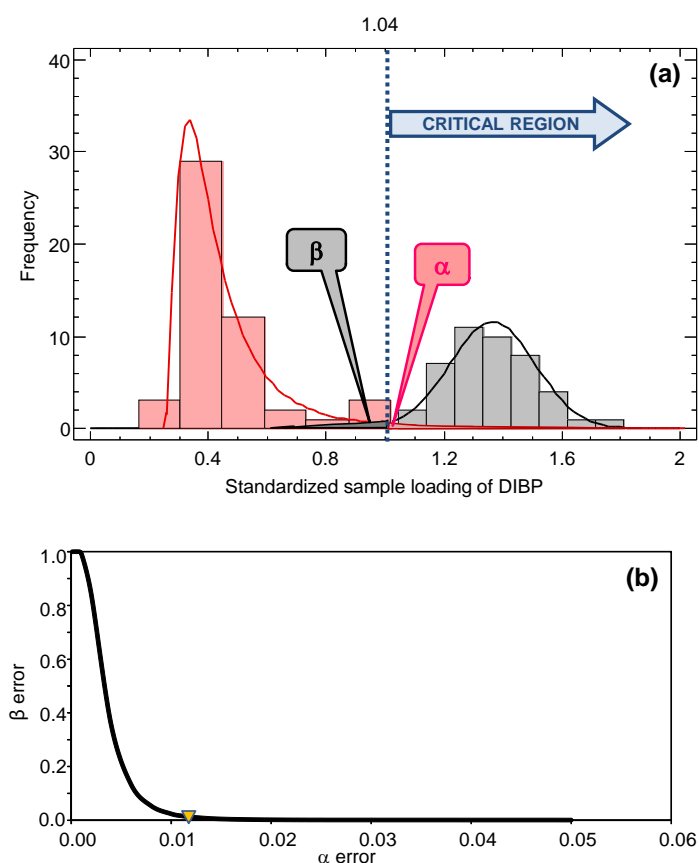 1.04
(a)
40
30
20
10
0
Frequency
CRITICAL REGION
β
α
0 0.4 0.8 1.2 1.6 2
Standardized sample loading of DIBP
(b)
1.0
0.8
0.6
0.4
0.2
0.0
β error
0.00 0.01 0.02 0.03 0.04 0.05 0.06
α error